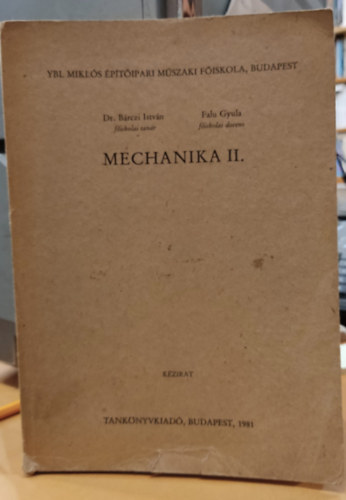 YBL MIKLÓS ÉPÍTŐIPARI MŰSZAKI FŐISKOLA, BUDAPEST
Dr. Barcsi István Falu Gyula
főiskolai tanár főiskolai docens
MECHANIKA II.
KÉZIRAT
TANKÖNYVKIADÓ, BUDAPEST, 1981